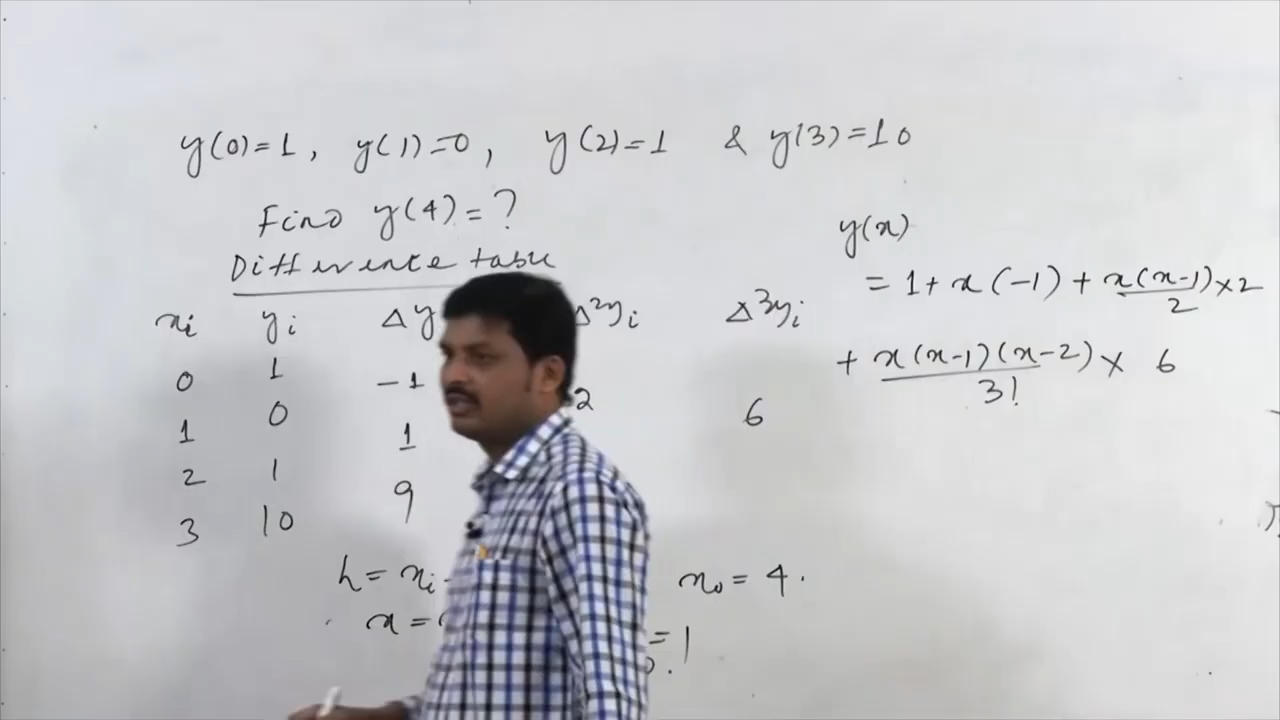 y(0)=1, y(1)=0, y(2)=1 & y(3)=10
Find y(4)=?
Difference table
xi yi Δy Δ²yi Δ³yi
0 1 -1 2 6
1 0 1
2 1 9
3 10
h= xi-
x0 = 4.
x=
=1
y(x)
= 1+ x(-1) + x(x-1)/2 ×2
+ x(x-1)(x-2)/3! × 6